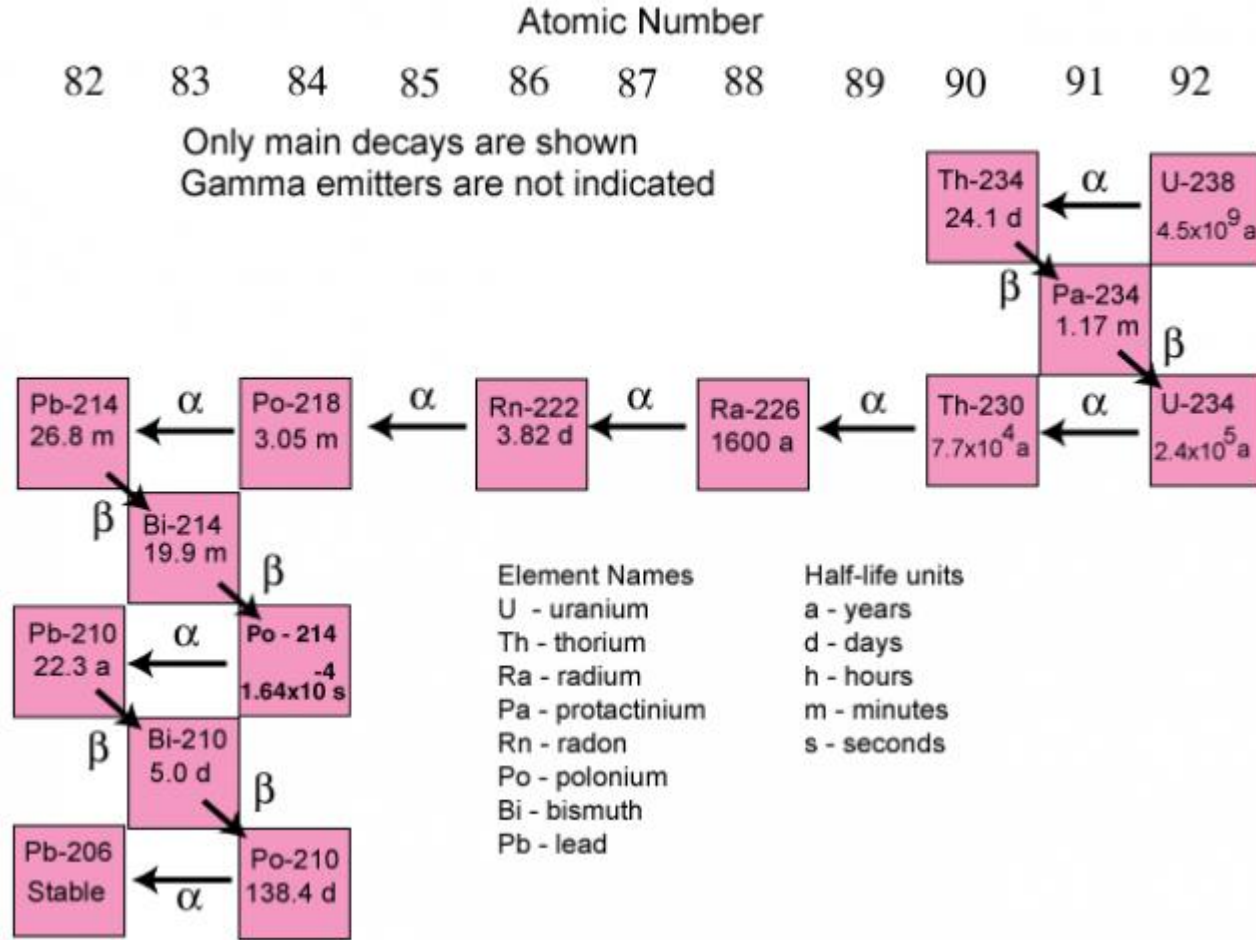 Atomic Number
82 83 84 85 86 87 88 89 90 91 92
Only main decays are shown
Gamma emitters are not indicated
Th-234
24.1 d
α
U-238
4.5x10⁹ a
β
Pa-234
1.17 m
β
Pb-214
26.8 m
α
Po-218
3.05 m
α
Rn-222
3.82 d
α
Ra-226
1600 a
α
Th-230
7.7x10⁴ a
α
U-234
2.4x10⁵ a
β
Bi-214
19.9 m
β
Pb-210
22.3 a
α
Po - 214
1.64x10⁻⁴ s
β
Bi-210
5.0 d
β
Pb-206
Stable
α
Po-210
138.4 d
Element Names
U - uranium
Th - thorium
Ra - radium
Pa - protactinium
Rn - radon
Po - polonium
Bi - bismuth
Pb - lead
Half-life units
a - years
d - days
h - hours
m - minutes
s - seconds